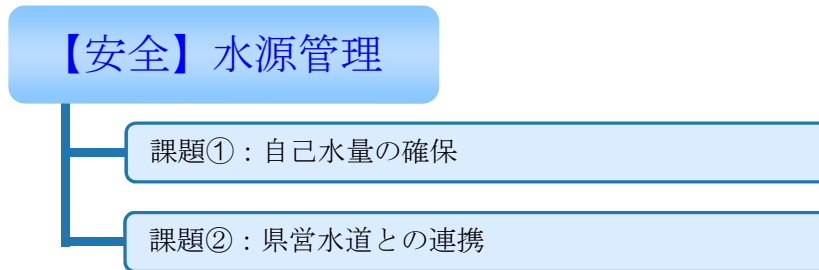 【安全】水源管理
課題①：自己水量の確保
課題②：県営水道との連携